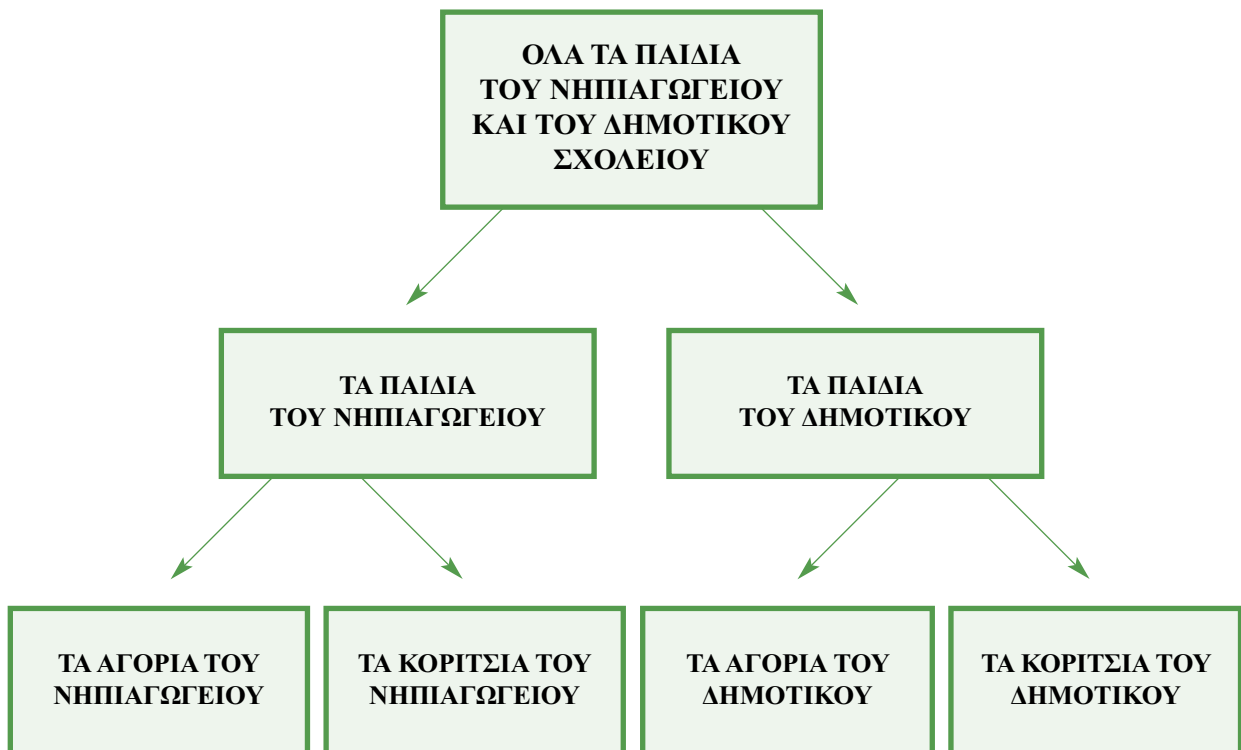 ΟΛΑ ΤΑ ΠΑΙΔΙΑ
ΤΟΥ ΝΗΠΙΑΓΩΓΕΙΟΥ
ΚΑΙ ΤΟΥ ΔΗΜΟΤΙΚΟΥ
ΣΧΟΛΕΙΟΥ
ΤΑ ΠΑΙΔΙΑ
ΤΟΥ ΝΗΠΙΑΓΩΓΕΙΟΥ
ΤΑ ΠΑΙΔΙΑ
ΤΟΥ ΔΗΜΟΤΙΚΟΥ
ΤΑ ΑΓΟΡΙΑ ΤΟΥ
ΝΗΠΙΑΓΩΓΕΙΟΥ
ΤΑ ΚΟΡΙΤΣΙΑ ΤΟΥ
ΝΗΠΙΑΓΩΓΕΙΟΥ
ΤΑ ΑΓΟΡΙΑ ΤΟΥ
ΔΗΜΟΤΙΚΟΥ
ΤΑ ΚΟΡΙΤΣΙΑ ΤΟΥ
ΔΗΜΟΤΙΚΟΥ